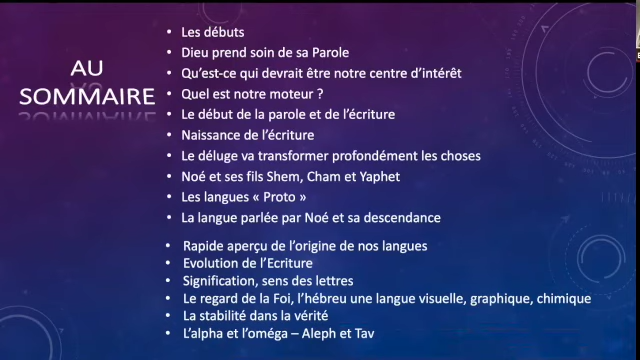 AU
SOMMAIRE
• Les débuts
• Dieu prend soin de sa Parole
• Qu’est-ce qui devrait être notre centre d’intérêt
• Quel est notre moteur ?
• Le début de la parole et de l’écriture
• Naissance de l’écriture
• Le déluge va transformer profondément les choses
• Noé et ses fils Shem, Cham et Yaphet
• Les langues « Proto »
• La langue parlée par Noé et sa descendance
• Rapide aperçu de l’origine de nos langues
• Evolution de l’Ecriture
• Signification, sens des lettres
• Le regard de la Foi, l’hébreu une langue visuelle, graphique, chimique
• La stabilité dans la vérité
• L’alpha et l’oméga – Aleph et Tav